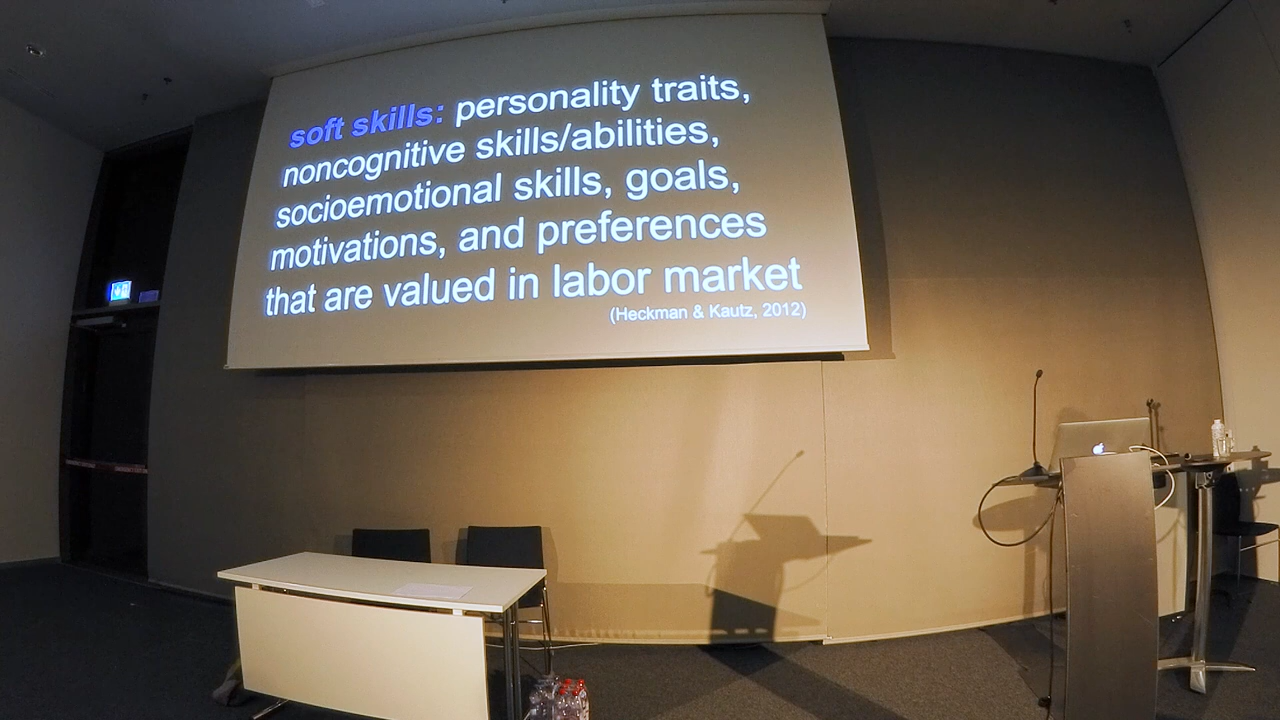 soft skills: personality traits,
noncognitive skills/abilities,
socioemotional skills, goals,
motivations, and preferences
that are valued in labor market
(Heckman & Kautz, 2012)